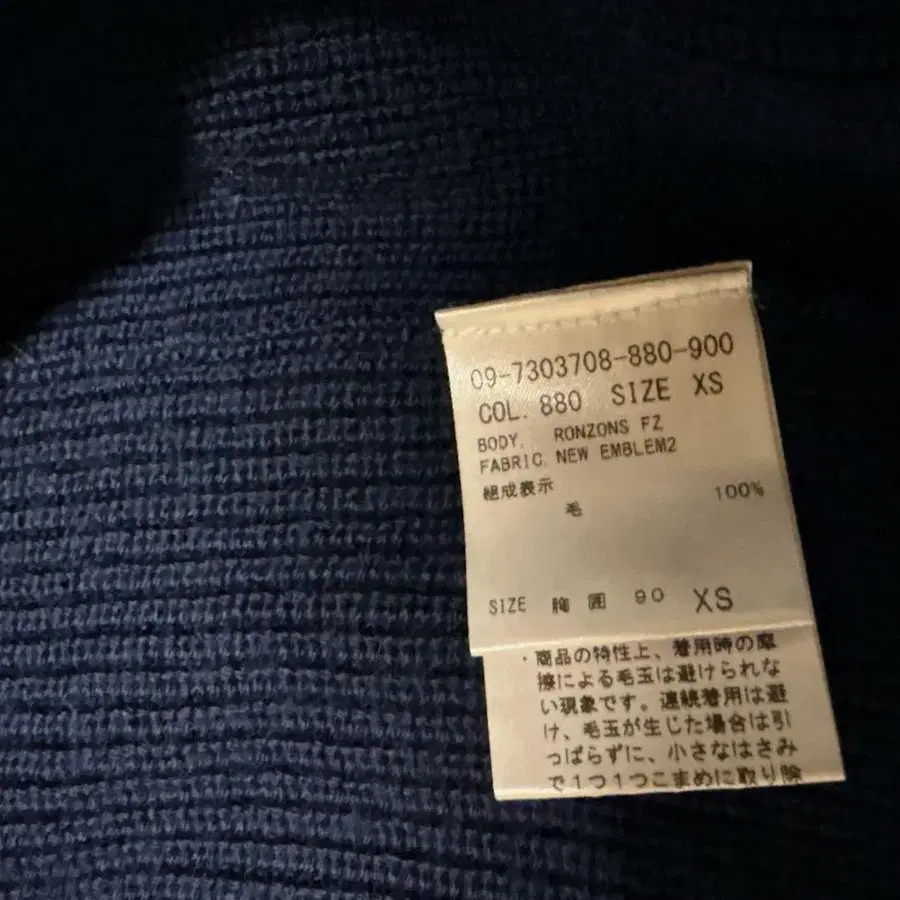 09-7303708-880-900
COL. 880 SIZE XS
BODY. RONZONS FZ
FABRIC. NEW EMBLEM2
組成表示
毛 100%
SIZE 胸囲 90 XS
・商品の特性上、着用時の摩
擦による毛玉は避けられな
い現象です。連続着用は避
け、毛玉が生じた場合は引
っぱらずに、小さなはさみ
で1つ1つこまめに取り除